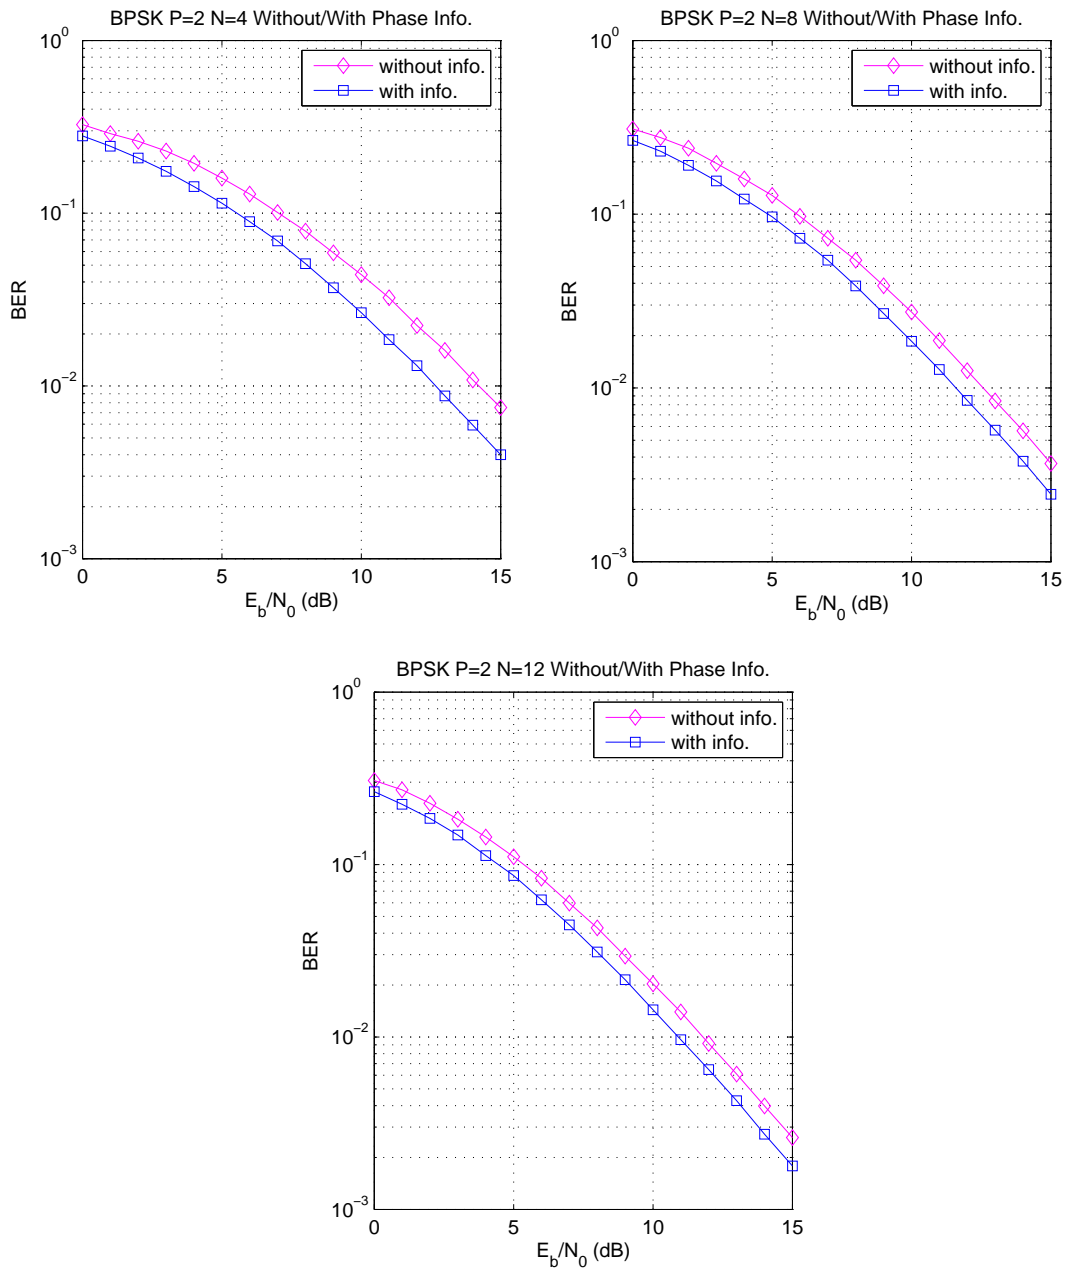 BPSK P=2 N=4 Without/With Phase Info.
10^0
10^-1
10^-2
10^-3
BER
without info.
with info.
0 5 10 15
E_b/N_0 (dB)
BPSK P=2 N=8 Without/With Phase Info.
10^0
10^-1
10^-2
10^-3
BER
without info.
with info.
0 5 10 15
E_b/N_0 (dB)
BPSK P=2 N=12 Without/With Phase Info.
10^0
10^-1
10^-2
10^-3
BER
without info.
with info.
0 5 10 15
E_b/N_0 (dB)